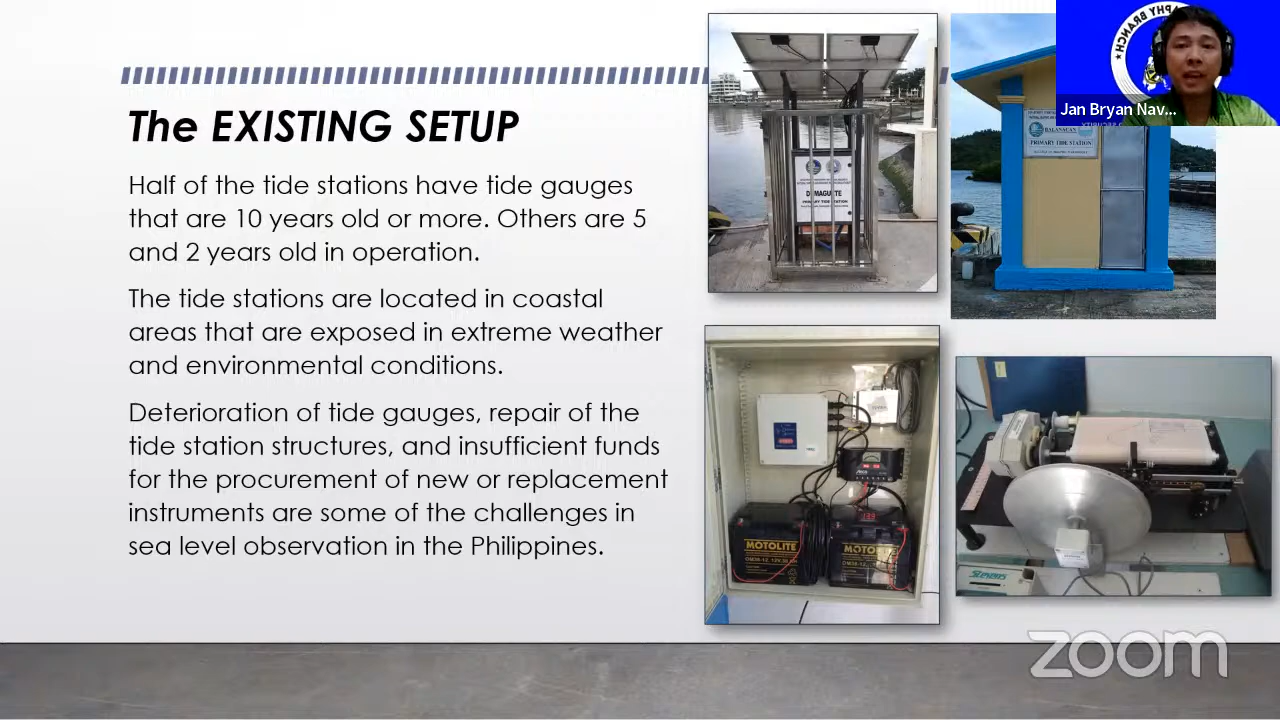 The EXISTING SETUP
Half of the tide stations have tide gauges
that are 10 years old or more. Others are 5
and 2 years old in operation.
The tide stations are located in coastal
areas that are exposed in extreme weather
and environmental conditions.
Deterioration of tide gauges, repair of the
tide station structures, and insufficient funds
for the procurement of new or replacement
instruments are some of the challenges in
sea level observation in the Philippines.
PHY BRANCH
Jan Bryan Nav...
BALANACAN
PRIMARY TIDE STATION
DUMAGUETE
PRIMARY TIDE STATION
MOTOLITE
MOTOLITE
OM38-12
zoom